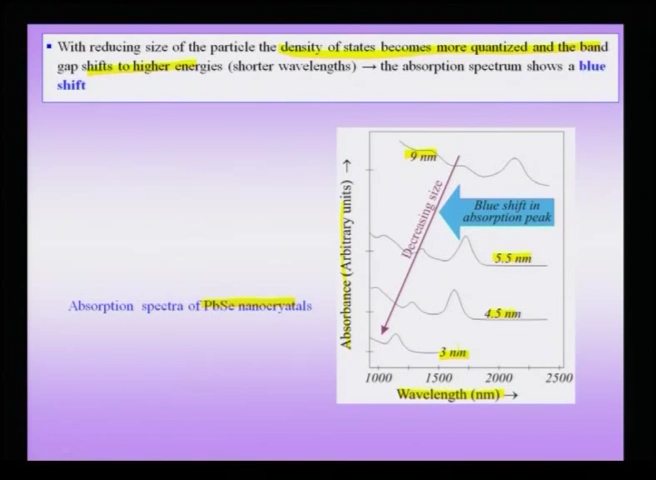 With reducing size of the particle the density of states becomes more quantized and the band
gap shifts to higher energies (shorter wavelengths) → the absorption spectrum shows a blue
shift
9 nm
Decreasing size
Blue shift in
absorption peak
5.5 nm
4.5 nm
3 nm
Absorbance (Arbitrary units) →
1000 1500 2000 2500
Wavelength (nm) →
Absorption spectra of PbSe nanocryatals